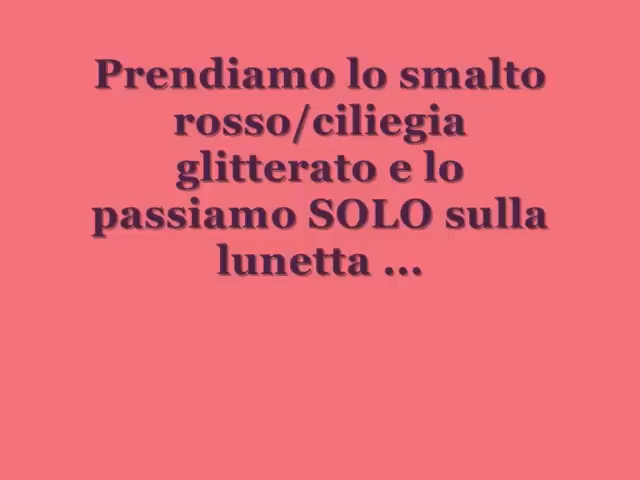 Prendiamo lo smalto
rosso/ciliegia
glitterato e lo
passiamo SOLO sulla
lunetta ...